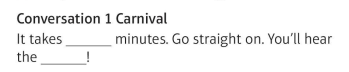 Conversation 1 Carnival
It takes ______ minutes. Go straight on. You'll hear
the ______!